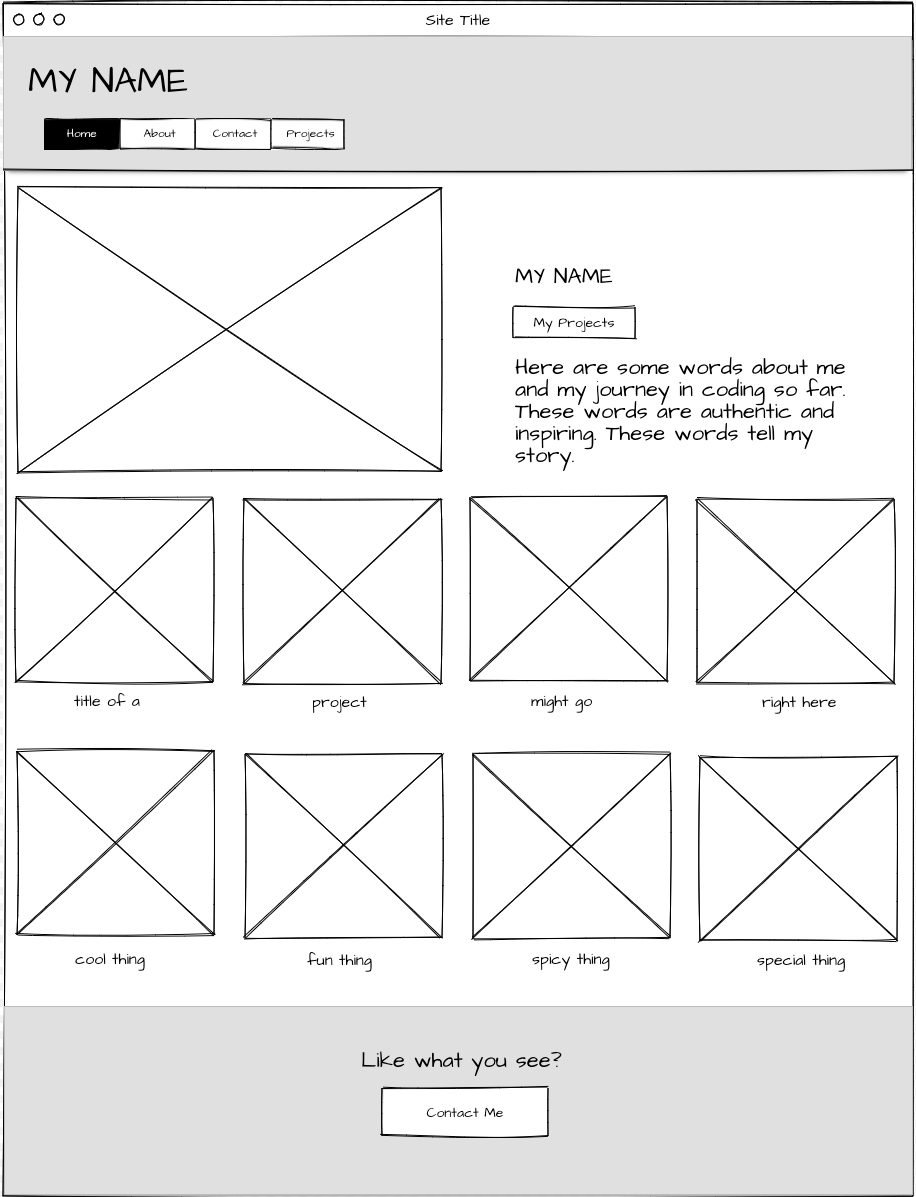 Site Title
MY NAME
Home About Contact Projects
MY NAME
My Projects
Here are some words about me
and my journey in coding so far.
These words are authentic and
inspiring. These words tell my
story.
title of a project might go right here
cool thing fun thing spicy thing special thing
Like what you see?
Contact Me